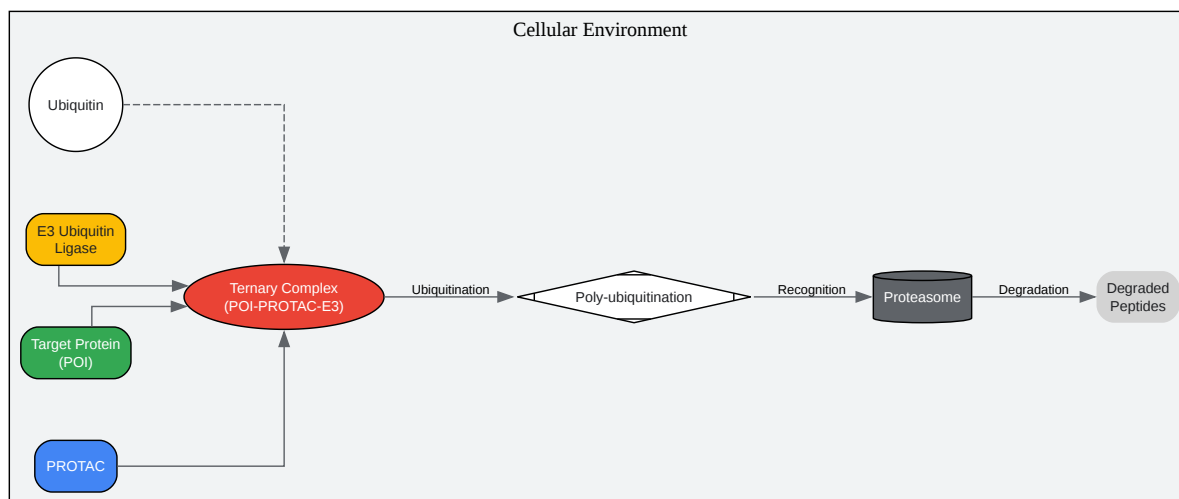 Cellular Environment
Ubiquitin
E3 Ubiquitin
Ligase
Target Protein
(POI)
PROTAC
Ternary Complex
(POI-PROTAC-E3)
Ubiquitination
Poly-ubiquitination
Recognition
Proteasome
Degradation
Degraded
Peptides